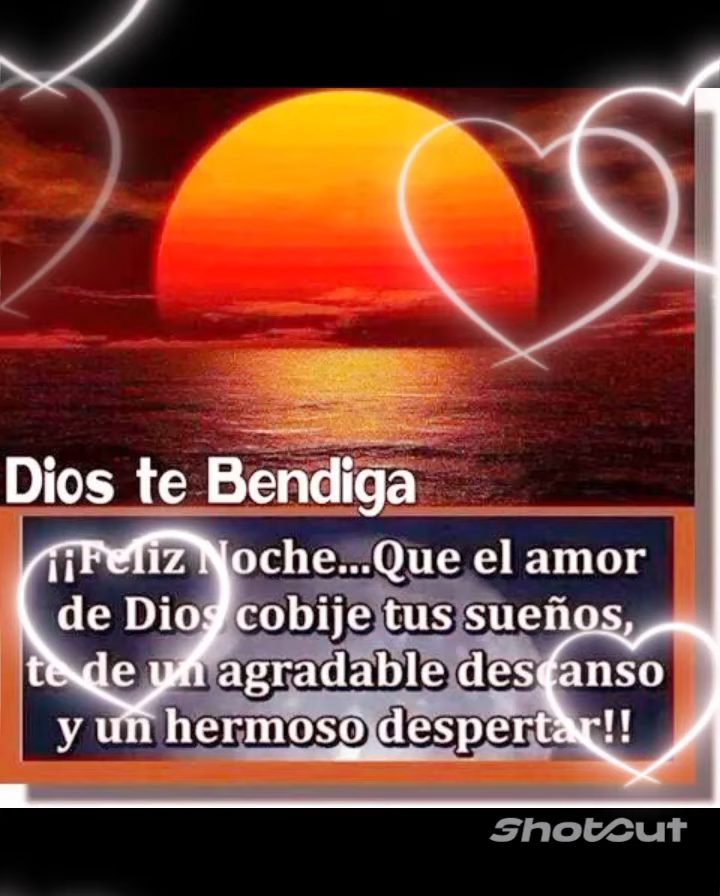 Dios te Bendiga
¡¡Feliz Noche...Que el amor
de Dios cobije tus sueños,
te de un agradable descanso
y un hermoso despertar!!
ShotCut